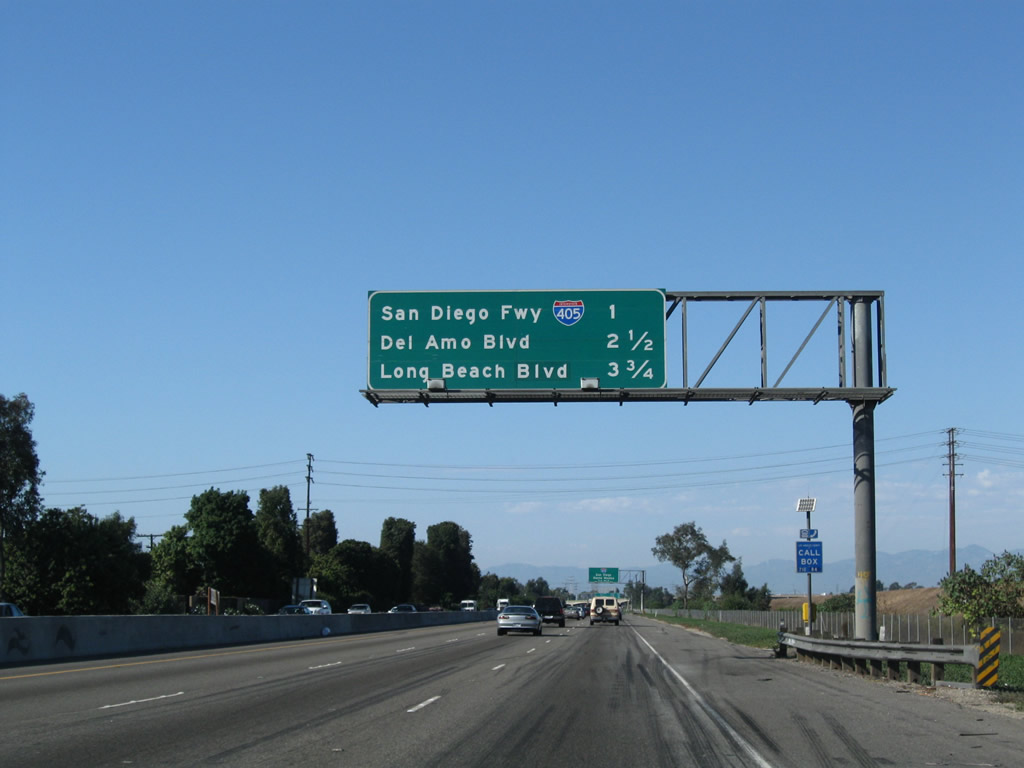 San Diego Fwy 405 1
Del Amo Blvd 2 1/2
Long Beach Blvd 3 3/4
CALL
BOX